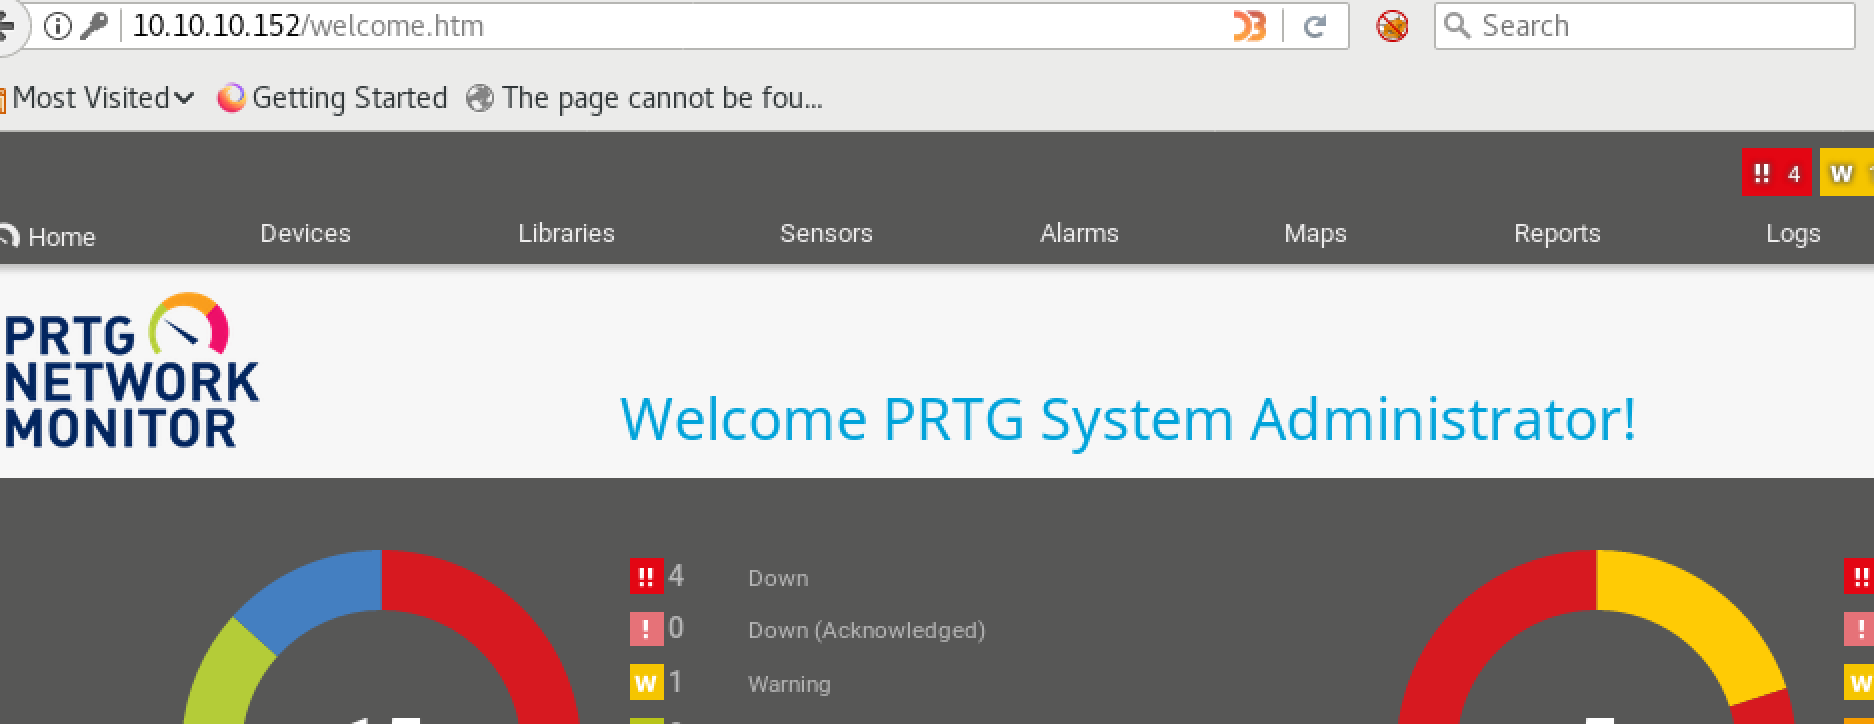 10.10.10.152/welcome.htm
Search
Most Visited
Getting Started
The page cannot be fou...
!! 4
W
Home
Devices
Libraries
Sensors
Alarms
Maps
Reports
Logs
PRTG
NETWORK
MONITOR
Welcome PRTG System Administrator!
!! 4 Down
!!
! 0 Down (Acknowledged)
!
W 1 Warning
W